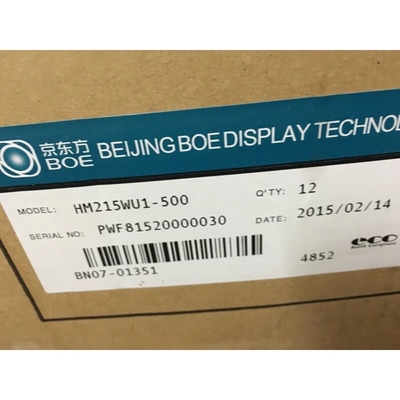 京东方
BOE
BEIJING BOE DISPLAY TECHNOL
MODEL: HM215WU1-500
Q'TY: 12
SERIAL NO: PWF81520000030
DATE: 2015/02/14
BN07-01351
4852
eco